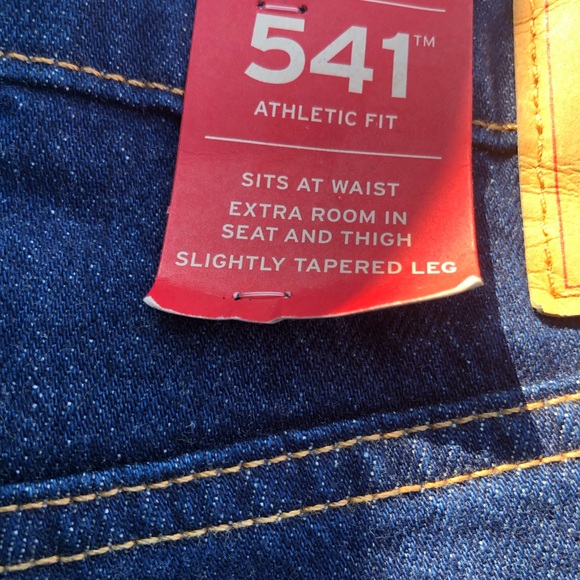 541™
ATHLETIC FIT
SITS AT WAIST
EXTRA ROOM IN
SEAT AND THIGH
SLIGHTLY TAPERED LEG